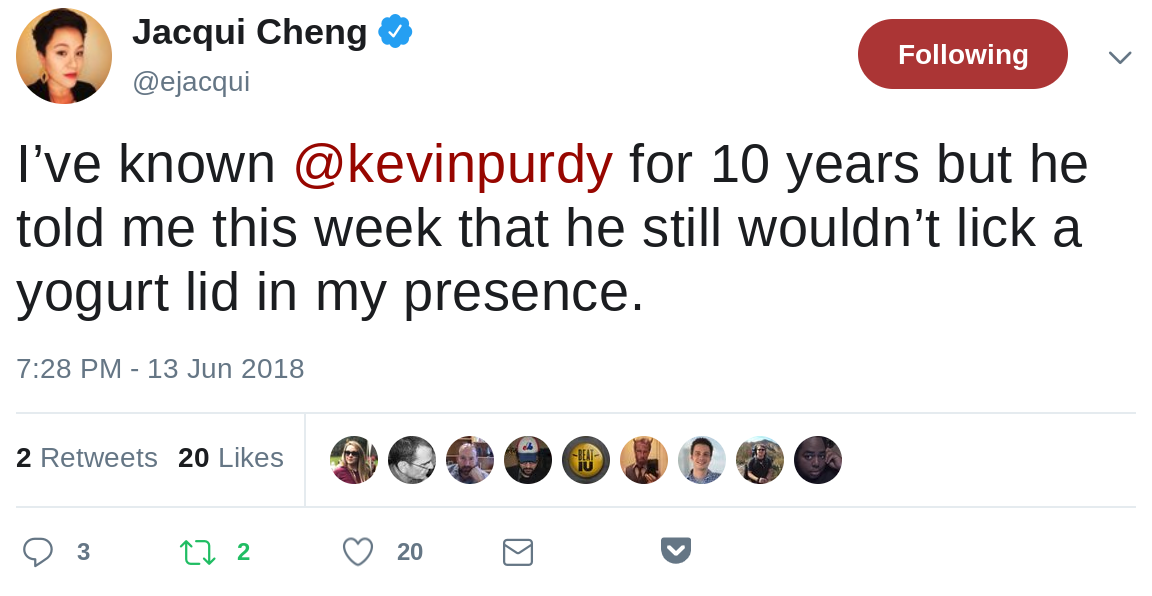 Jacqui Cheng
@ejacqui
Following
I’ve known @kevinpurdy for 10 years but he
told me this week that he still wouldn’t lick a
yogurt lid in my presence.
7:28 PM - 13 Jun 2018
2 Retweets 20 Likes
BEAT
IU
3 2 20